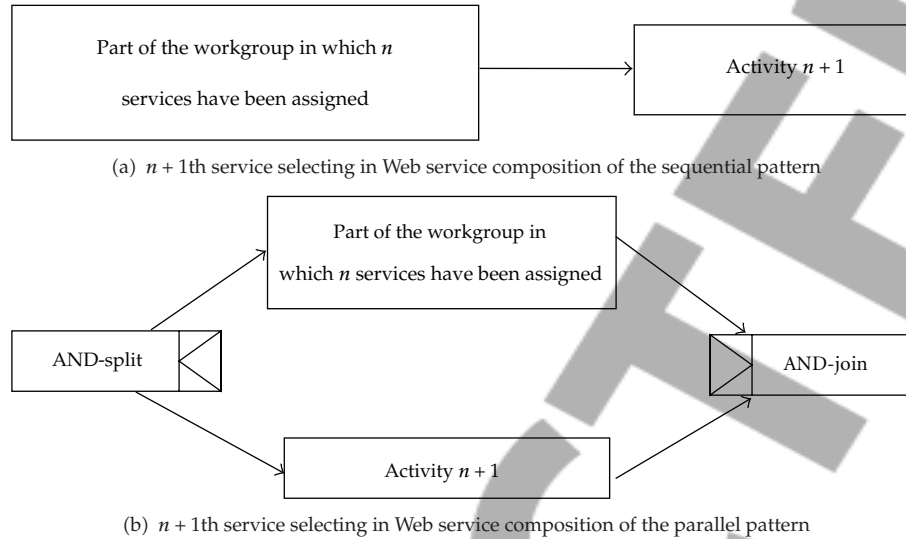 Part of the workgroup in which n
services have been assigned
Activity n + 1
(a) n + 1th service selecting in Web service composition of the sequential pattern
Part of the workgroup in
which n services have been assigned
AND-split
AND-join
Activity n + 1
(b) n + 1th service selecting in Web service composition of the parallel pattern